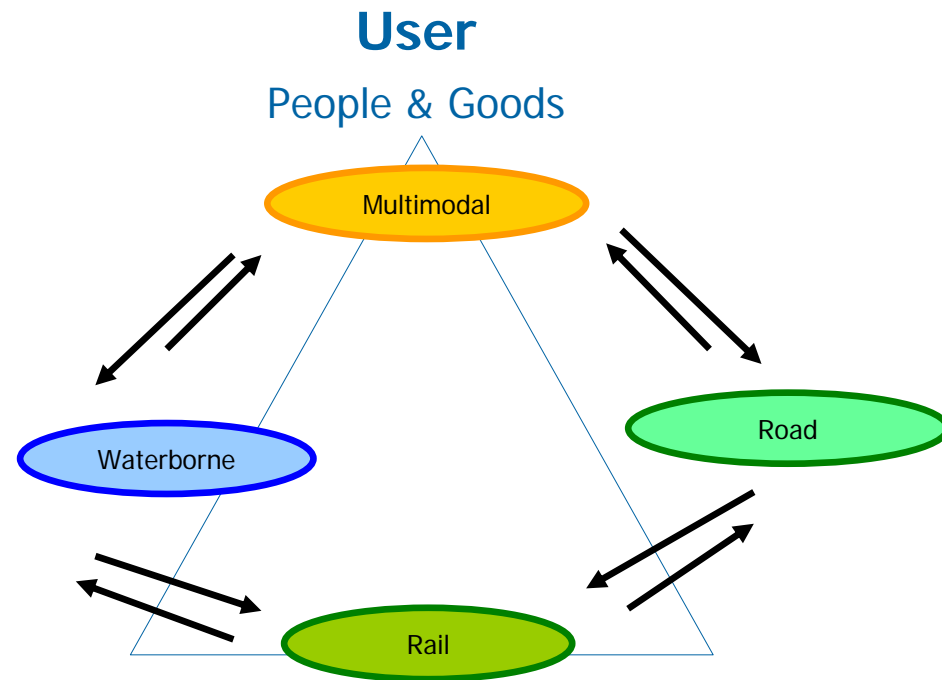 User
People & Goods
Multimodal
Road
Waterborne
Rail